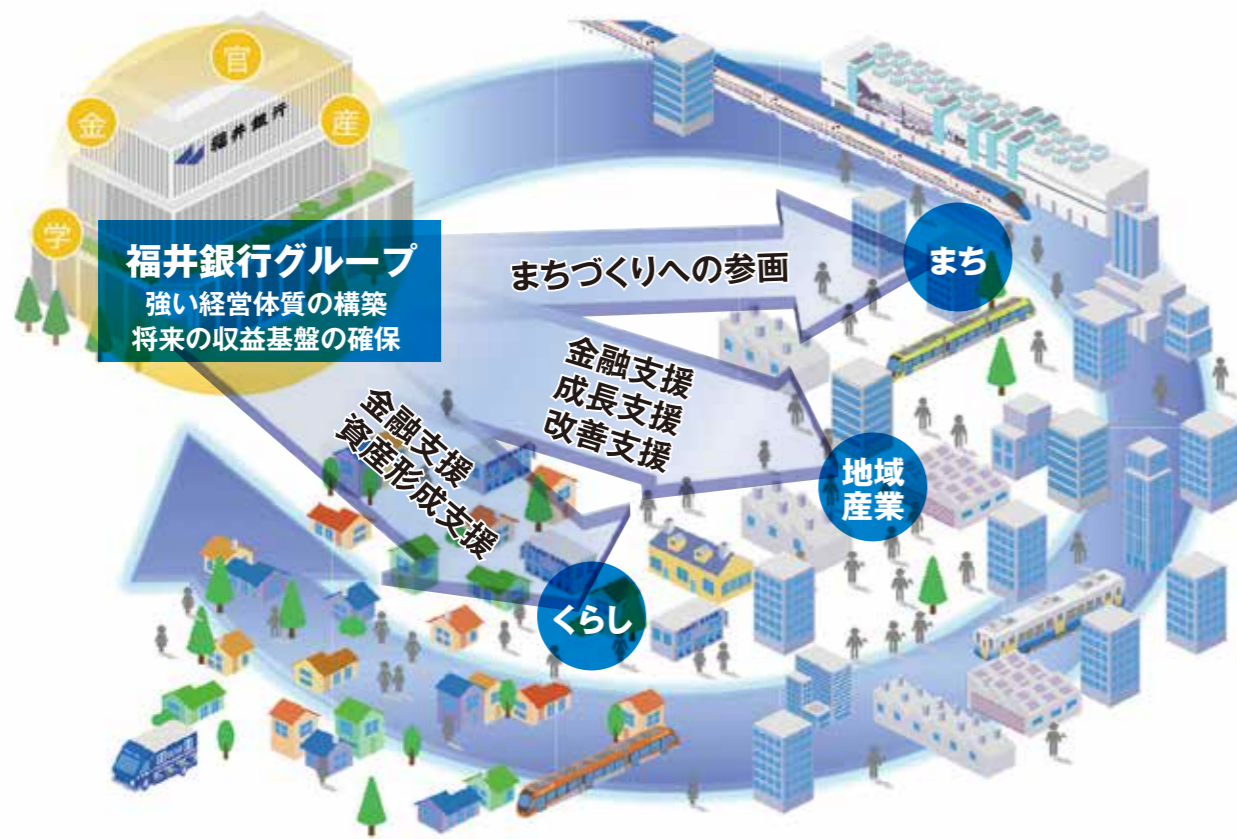 官
金
産
学
福井銀行
福井銀行グループ
強い経営体質の構築
将来の収益基盤の確保
まちづくりへの参画
まち
金融支援
成長支援
改善支援
地域
産業
金融支援
資産形成支援
くらし